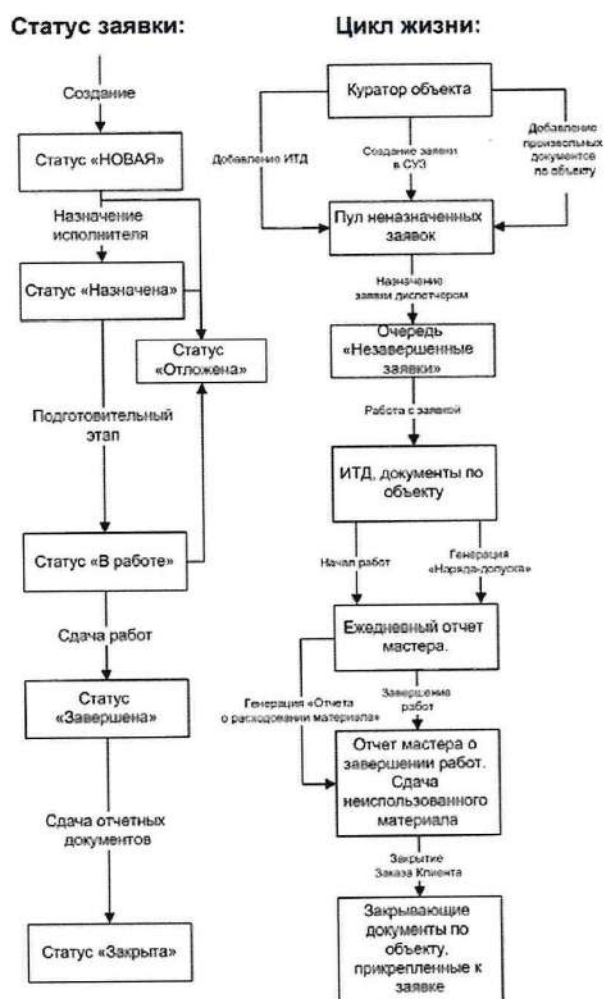 Статус заявки:
Создание
Статус «НОВАЯ»
Назначение
исполнителя
Статус «Назначена»
Статус
«Отложена»
Подготовительный
этап
Статус «В работе»
Сдача работ
Статус
«Завершена»
Сдача отчетных
документов
Статус «Закрыта»
Цикл жизни:
Куратор объекта
Добавление ИТД
Создание заявки
в СУЗ
Добавление
произвольных
документов
по объекту
Пул неназначенных
заявок
Назначение
заявки диспетчером
Очередь
«Незавершенные
заявки»
Работа с заявкой
ИТД, документы по
объекту
Начал работ
Генерация
«Наряда-допуска»
Ежедневный отчет
мастера.
Генерация «Отчета
о расходовании материала»
Завершение
работ
Отчет мастера о
завершении работ.
Сдача
неиспользованного
материала
Закрытие
Заказа Клиента
Закрывающие
документы по
объекту,
прикрепленные к
заявке